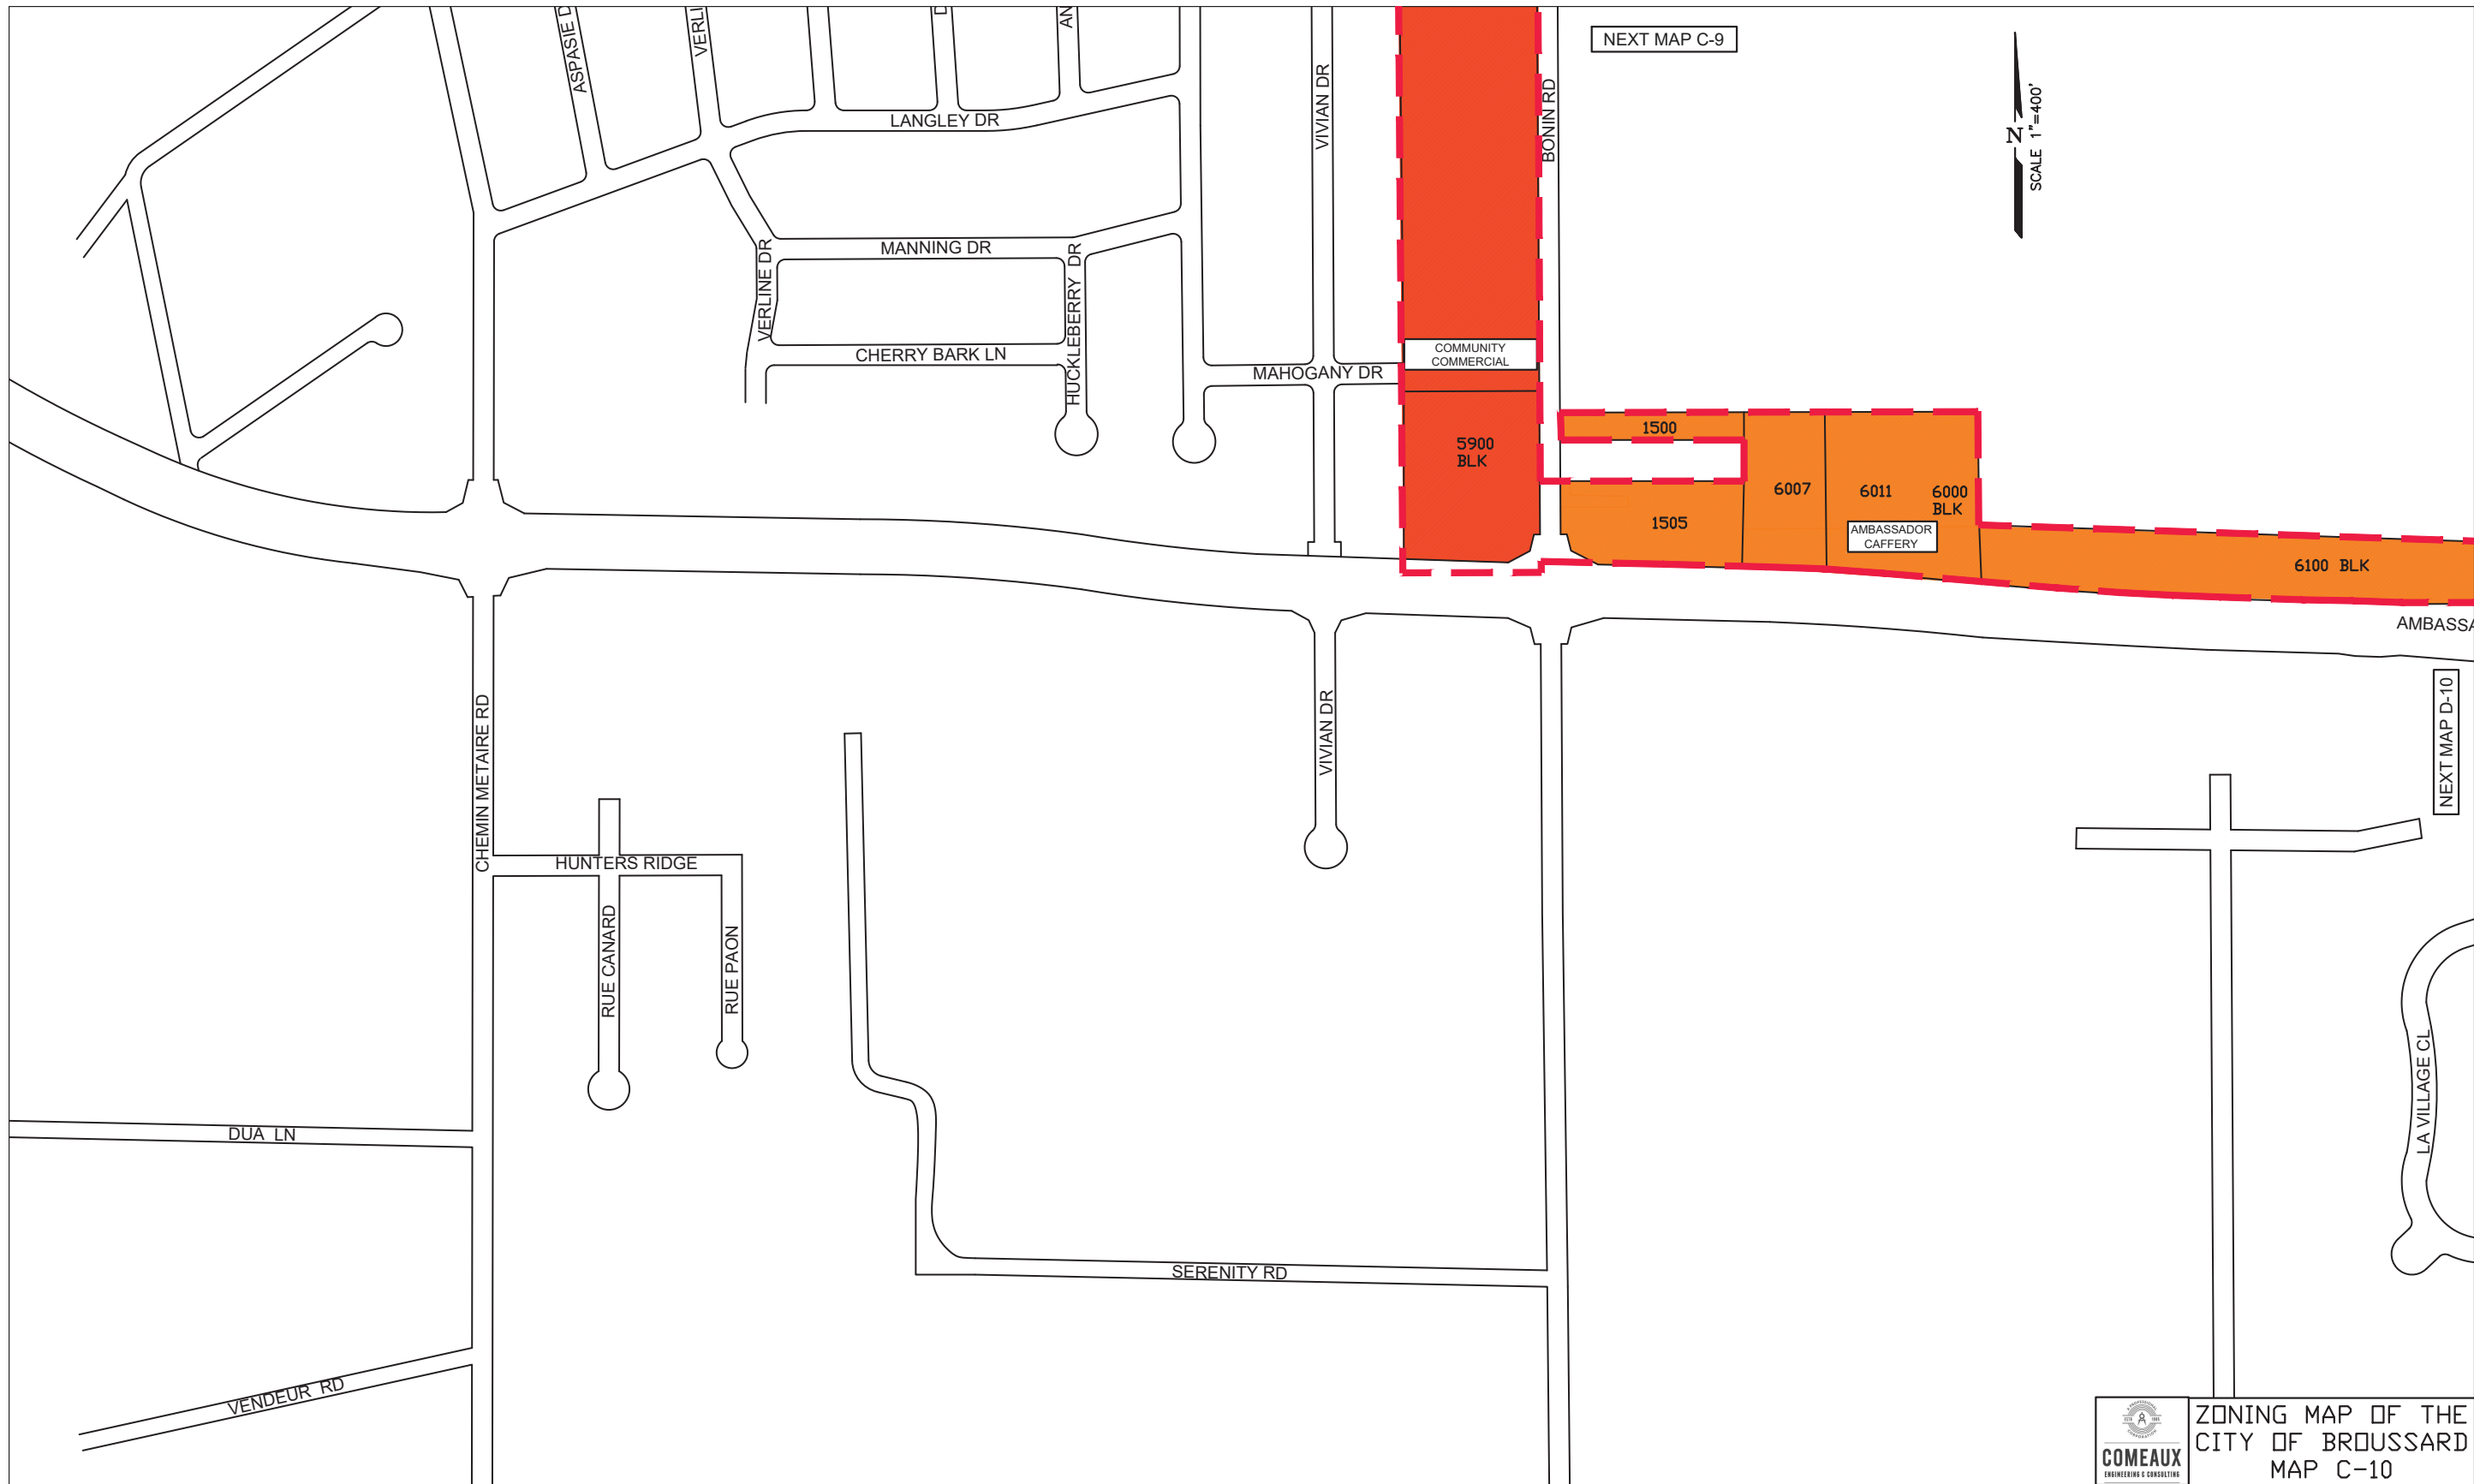 NEXT MAP C-9
ASPASIE D
VERLI
AN
LANGLEY DR
VIVIAN DR
BONIN RD
N
SCALE 1"=400'
MANNING DR
VERLINE DR
HUCKLEBERRY DR
CHERRY BARK LN
MAHOGANY DR
COMMUNITY
COMMERCIAL
5900
BLK
1500
1505
6007
6011
6000
BLK
AMBASSADOR
CAFFERY
6100 BLK
AMBASSA
NEXT MAP D-10
CHEMIN METAIRE RD
VIVIAN DR
HUNTERS RIDGE
RUE CANARD
RUE PAON
DUA LN
LA VILLAGE CL
SERENITY RD
VENDEUR RD
COMEAUX
ENGINEERING & CONSULTING
ZONING MAP OF THE
CITY OF BROUSSARD
MAP C-10